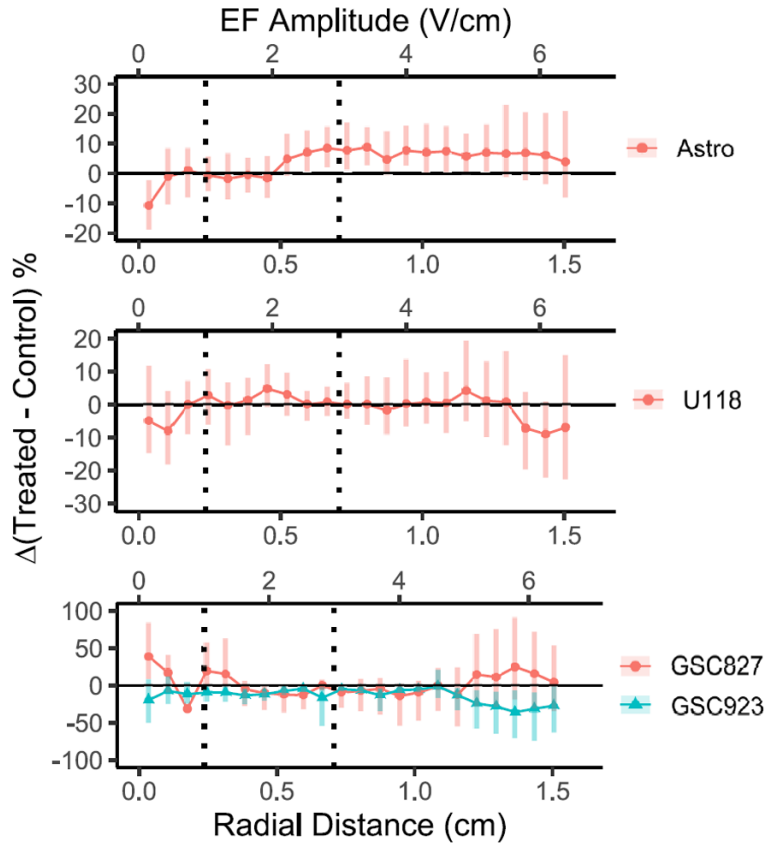 EF Amplitude (V/cm)
0 2 4 6
30
20
10
0
-10
-20
0.0 0.5 1.0 1.5
Astro
0 2 4 6
20
10
0
-10
-20
-30
0.0 0.5 1.0 1.5
U118
Δ(Treated - Control) %
0 2 4 6
100
50
0
-50
-100
0.0 0.5 1.0 1.5
GSC827
GSC923
Radial Distance (cm)